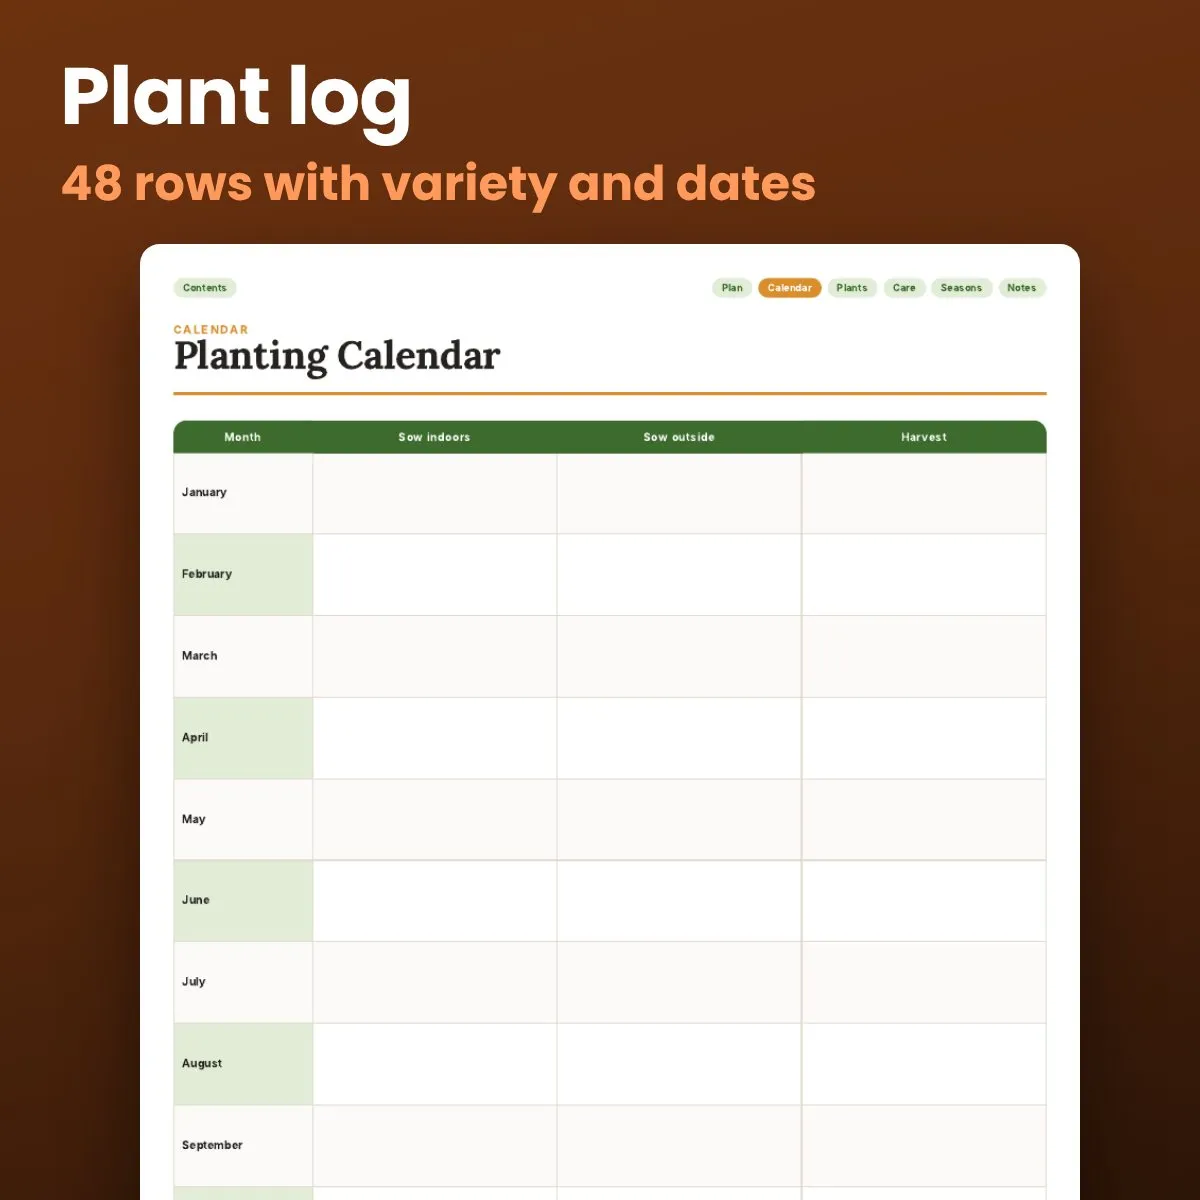 Plant log
48 rows with variety and dates
Contents Plan Calendar Plants Care Seasons Notes
CALENDAR
Planting Calendar
Month Sow indoors Sow outside Harvest
January
February
March
April
May
June
July
August
September